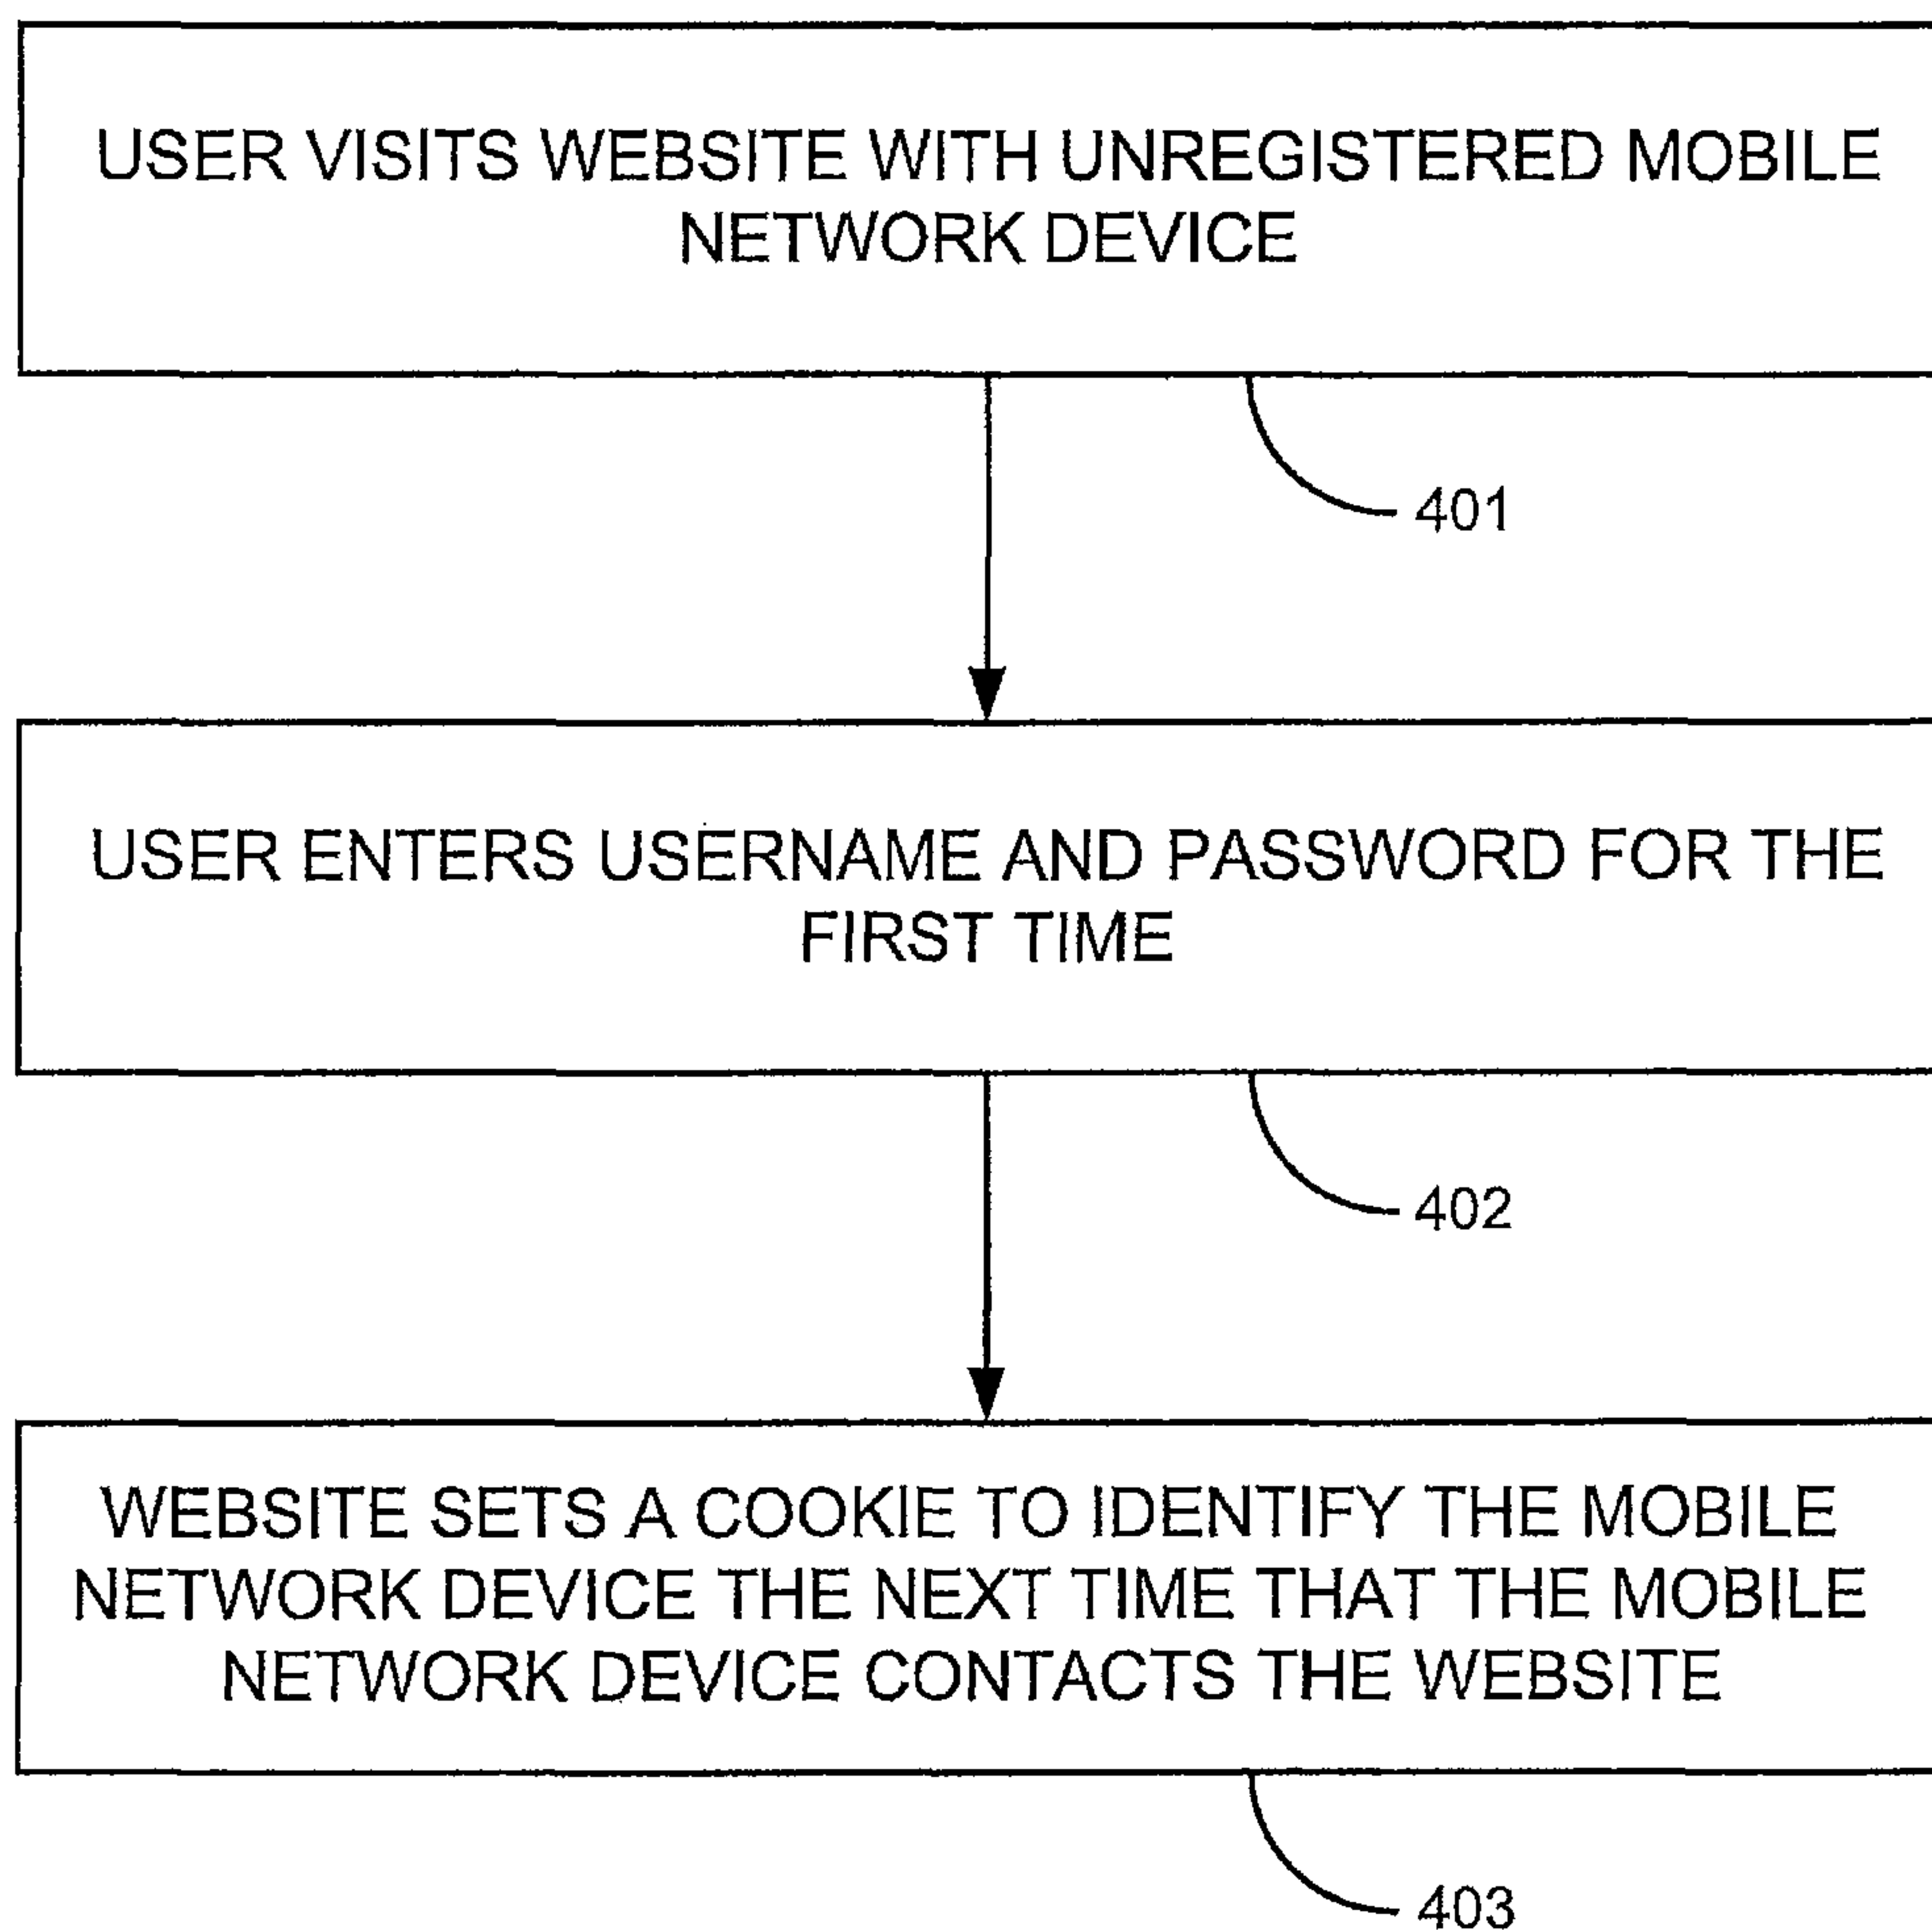 USER VISITS WEBSITE WITH UNREGISTERED MOBILE
NETWORK DEVICE
401
USER ENTERS USERNAME AND PASSWORD FOR THE
FIRST TIME
402
WEBSITE SETS A COOKIE TO IDENTIFY THE MOBILE
NETWORK DEVICE THE NEXT TIME THAT THE MOBILE
NETWORK DEVICE CONTACTS THE WEBSITE
403